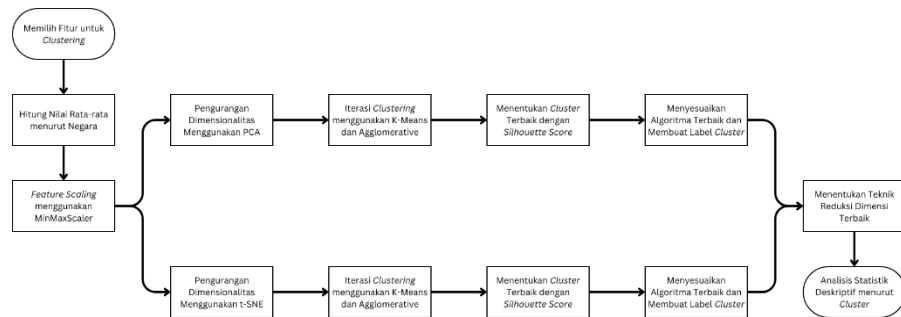 Memilih Fitur untuk
Clustering
Hitung Nilai Rata-rata
menurut Negara
Feature Scaling
menggunakan
MinMaxScaler
Pengurangan
Dimensionalitas
Menggunakan PCA
Iterasi Clustering
menggunakan K-Means
dan Agglomerative
Menentukan Cluster
Terbaik dengan
Silhouette Score
Menyesuaikan
Algoritma Terbaik dan
Membuat Label Cluster
Pengurangan
Dimensionalitas
Menggunakan t-SNE
Iterasi Clustering
menggunakan K-Means
dan Agglomerative
Menentukan Cluster
Terbaik dengan
Silhouette Score
Menyesuaikan
Algoritma Terbaik dan
Membuat Label Cluster
Menentukan Teknik
Reduksi Dimensi
Terbaik
Analisis Statistik
Deskriptif menurut
Cluster